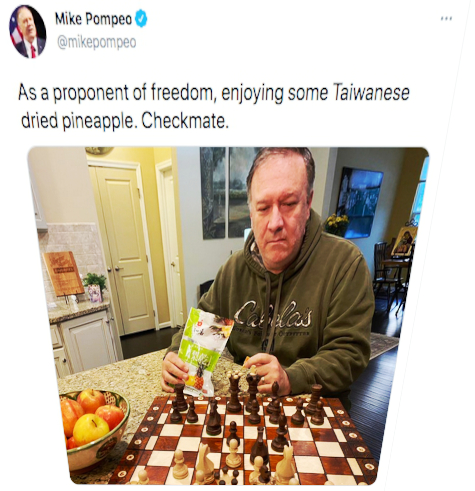 Mike Pompeo
@mikepompeo
As a proponent of freedom, enjoying some Taiwanese
dried pineapple. Checkmate.
Cabela's